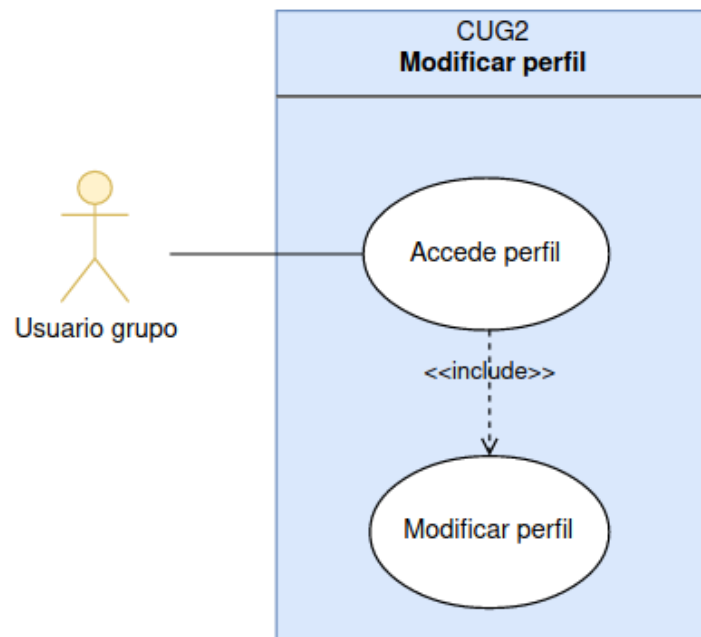 CUG2
Modificar perfil
Accede perfil
Usuario grupo
<<include>>
Modificar perfil